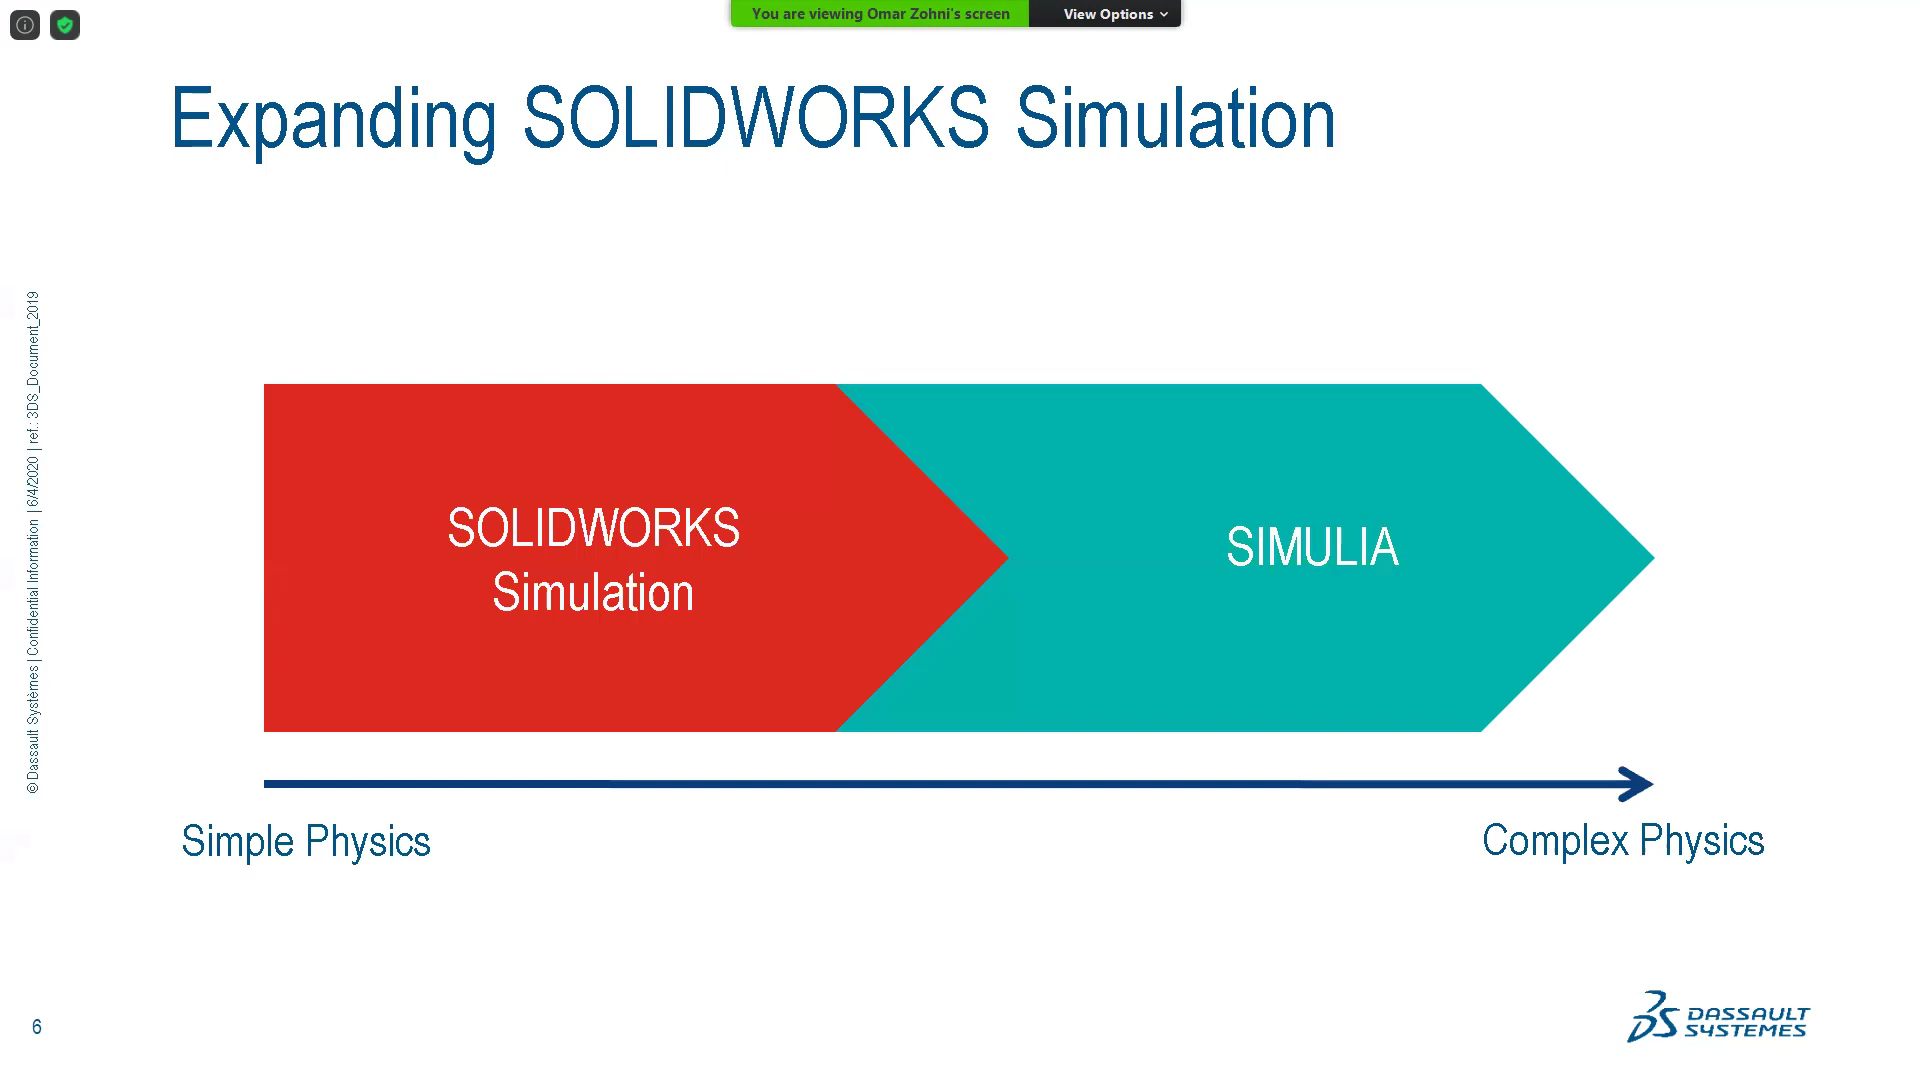 You are viewing Omar Zohni's screen
View Options
Expanding SOLIDWORKS Simulation
© Dassault Systèmes | Confidential Information | 6/4/2020 | ref.: 3DS_Document_2019
SOLIDWORKS
Simulation
SIMULIA
Simple Physics
Complex Physics
6
DASSAULT
SYSTEMES